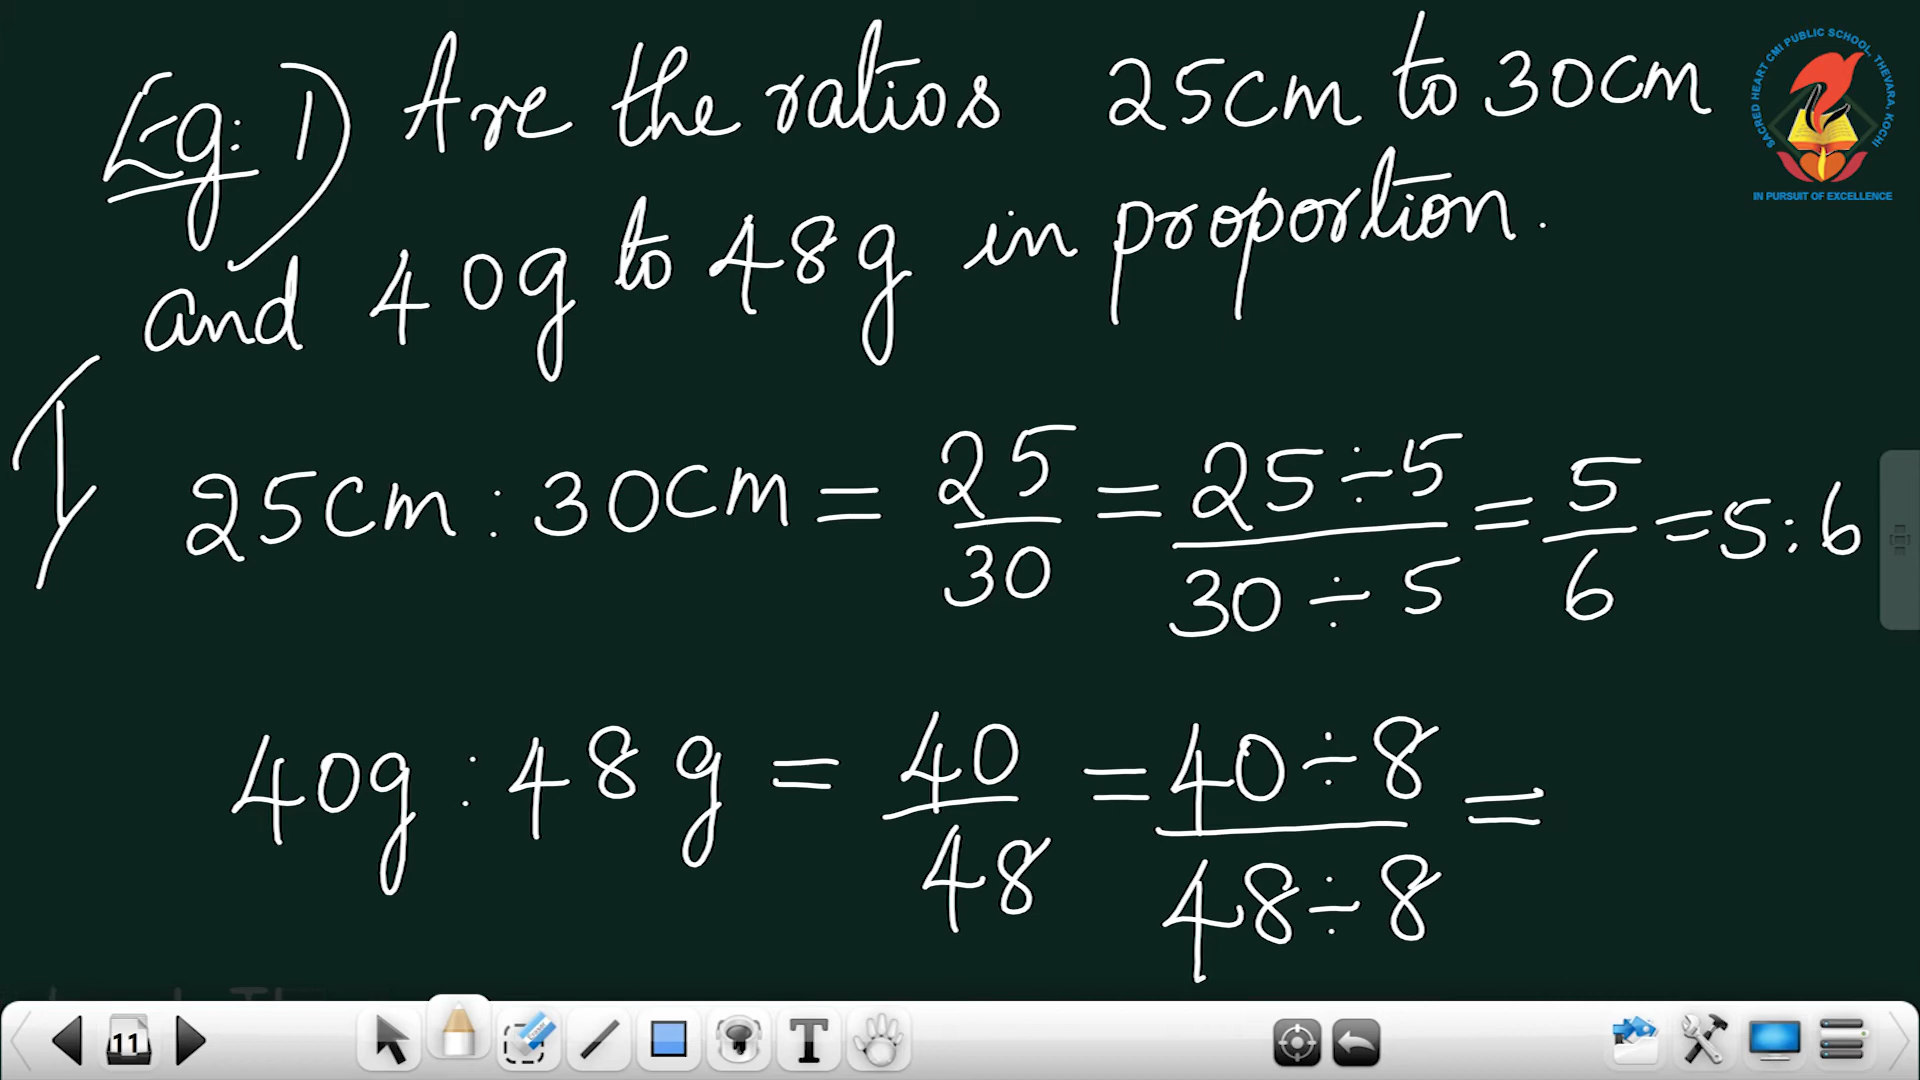 Eg: 1) Are the ratios 25cm to 30cm
and 40g to 48g in proportion.
25cm : 30cm = 25/30 = 25÷5/30÷5 = 5/6 = 5:6
40g : 48g = 40/48 = 40÷8/48÷8 =
SACRED HEART CMI PUBLIC SCHOOL, THEVARA, KOCHI
IN PURSUIT OF EXCELLENCE
11
T